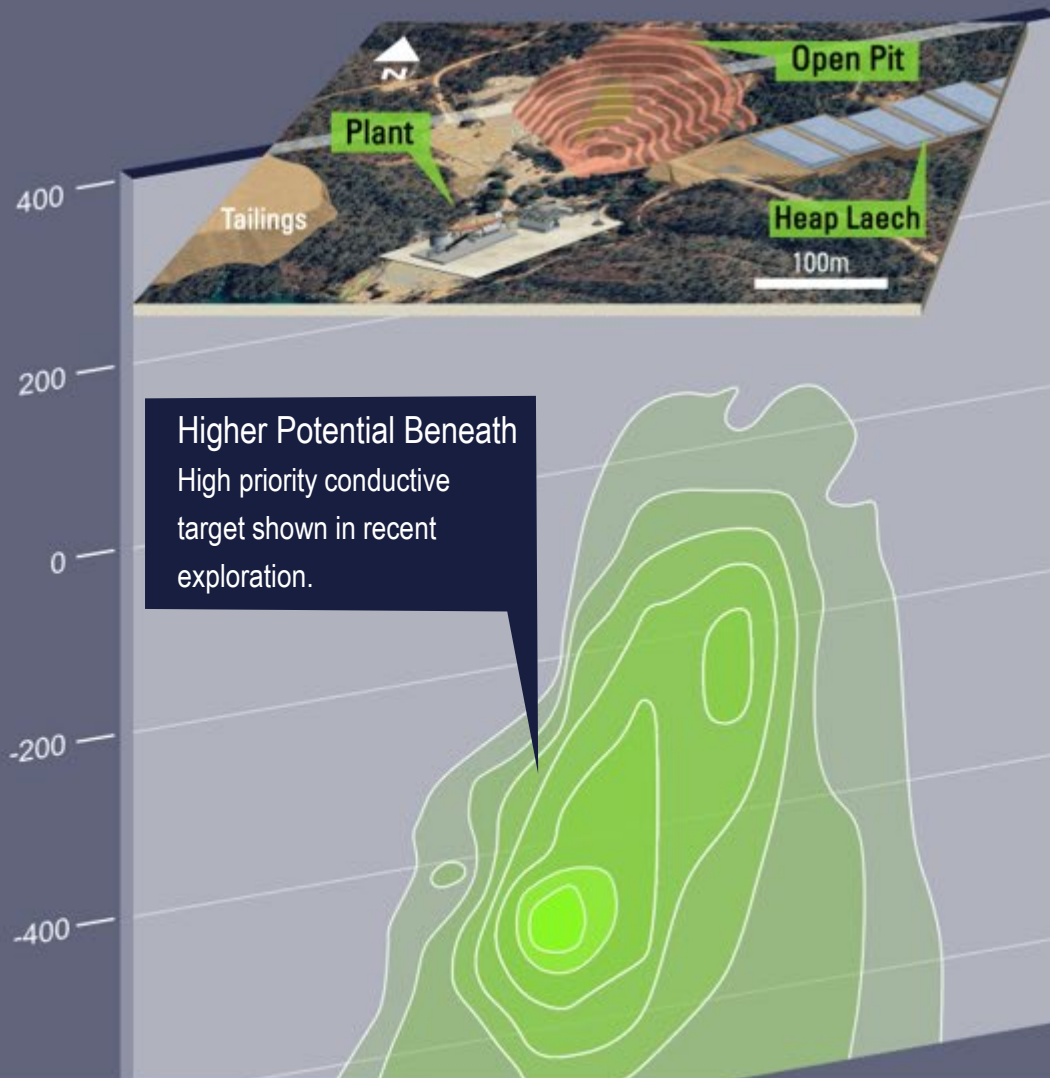 N
Open Pit
Plant
Tailings
Heap Laech
100m
400
200
0
-200
-400
Higher Potential Beneath
High priority conductive
target shown in recent
exploration.